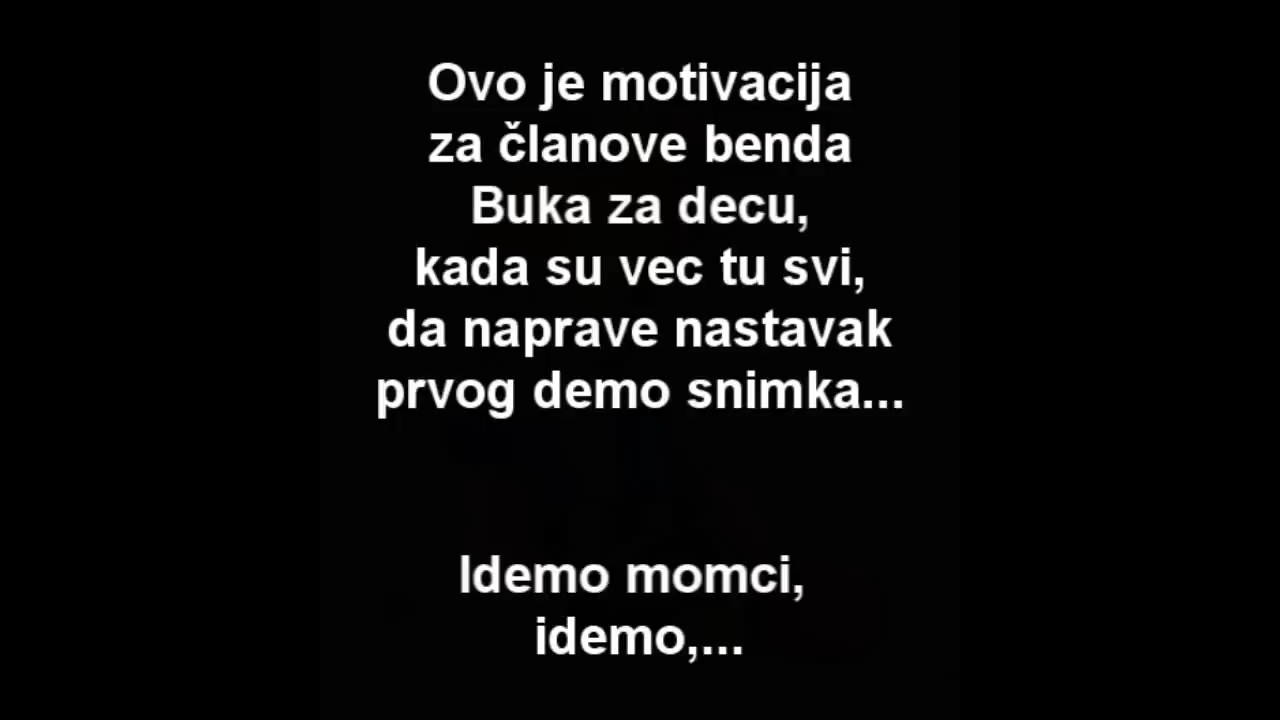 Ovo je motivacija
za članove benda
Buka za decu,
kada su vec tu svi,
da naprave nastavak
prvog demo snimka...
Idemo momci,
idemo,...